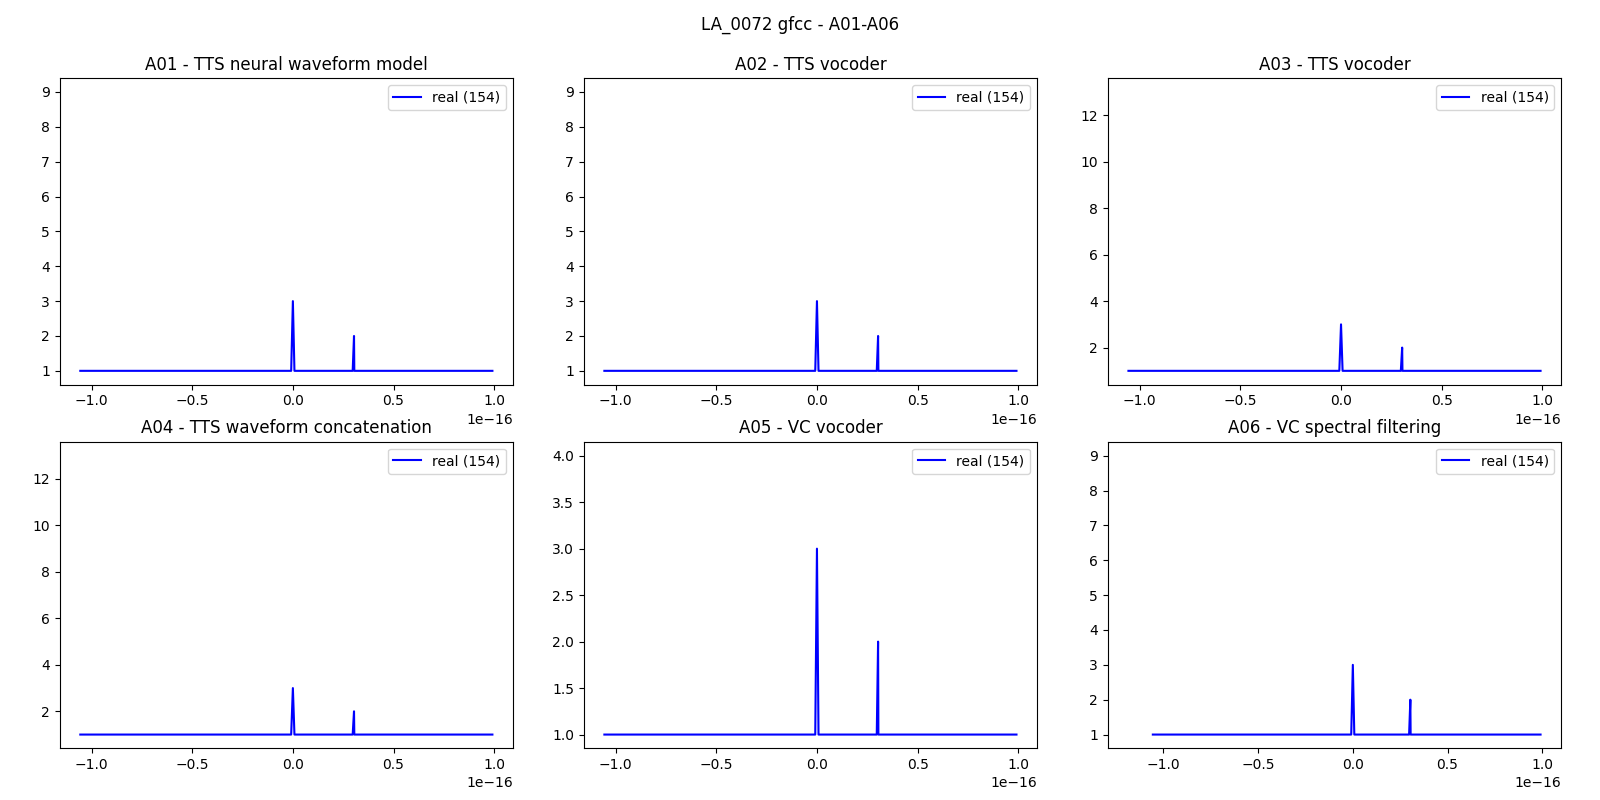 LA_0072 gfcc - A01-A06
A01 - TTS neural waveform model
9
8
7
6
5
4
3
2
1
real (154)
−1.0 −0.5 0.0 0.5 1.0
1e−16
A02 - TTS vocoder
9
8
7
6
5
4
3
2
1
real (154)
−1.0 −0.5 0.0 0.5 1.0
1e−16
A03 - TTS vocoder
12
10
8
6
4
2
real (154)
−1.0 −0.5 0.0 0.5 1.0
1e−16
A04 - TTS waveform concatenation
12
10
8
6
4
2
real (154)
−1.0 −0.5 0.0 0.5 1.0
1e−16
A05 - VC vocoder
4.0
3.5
3.0
2.5
2.0
1.5
1.0
real (154)
−1.0 −0.5 0.0 0.5 1.0
1e−16
A06 - VC spectral filtering
9
8
7
6
5
4
3
2
1
real (154)
−1.0 −0.5 0.0 0.5 1.0
1e−16